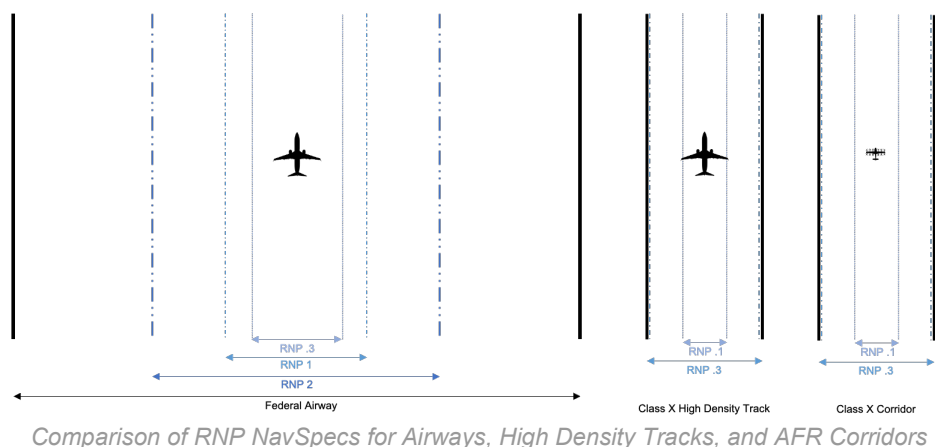 RNP .3
RNP 1
RNP 2
Federal Airway
RNP .1
RNP .3
Class X High Density Track
RNP .1
RNP .3
Class X Corridor
Comparison of RNP NavSpecs for Airways, High Density Tracks, and AFR Corridors